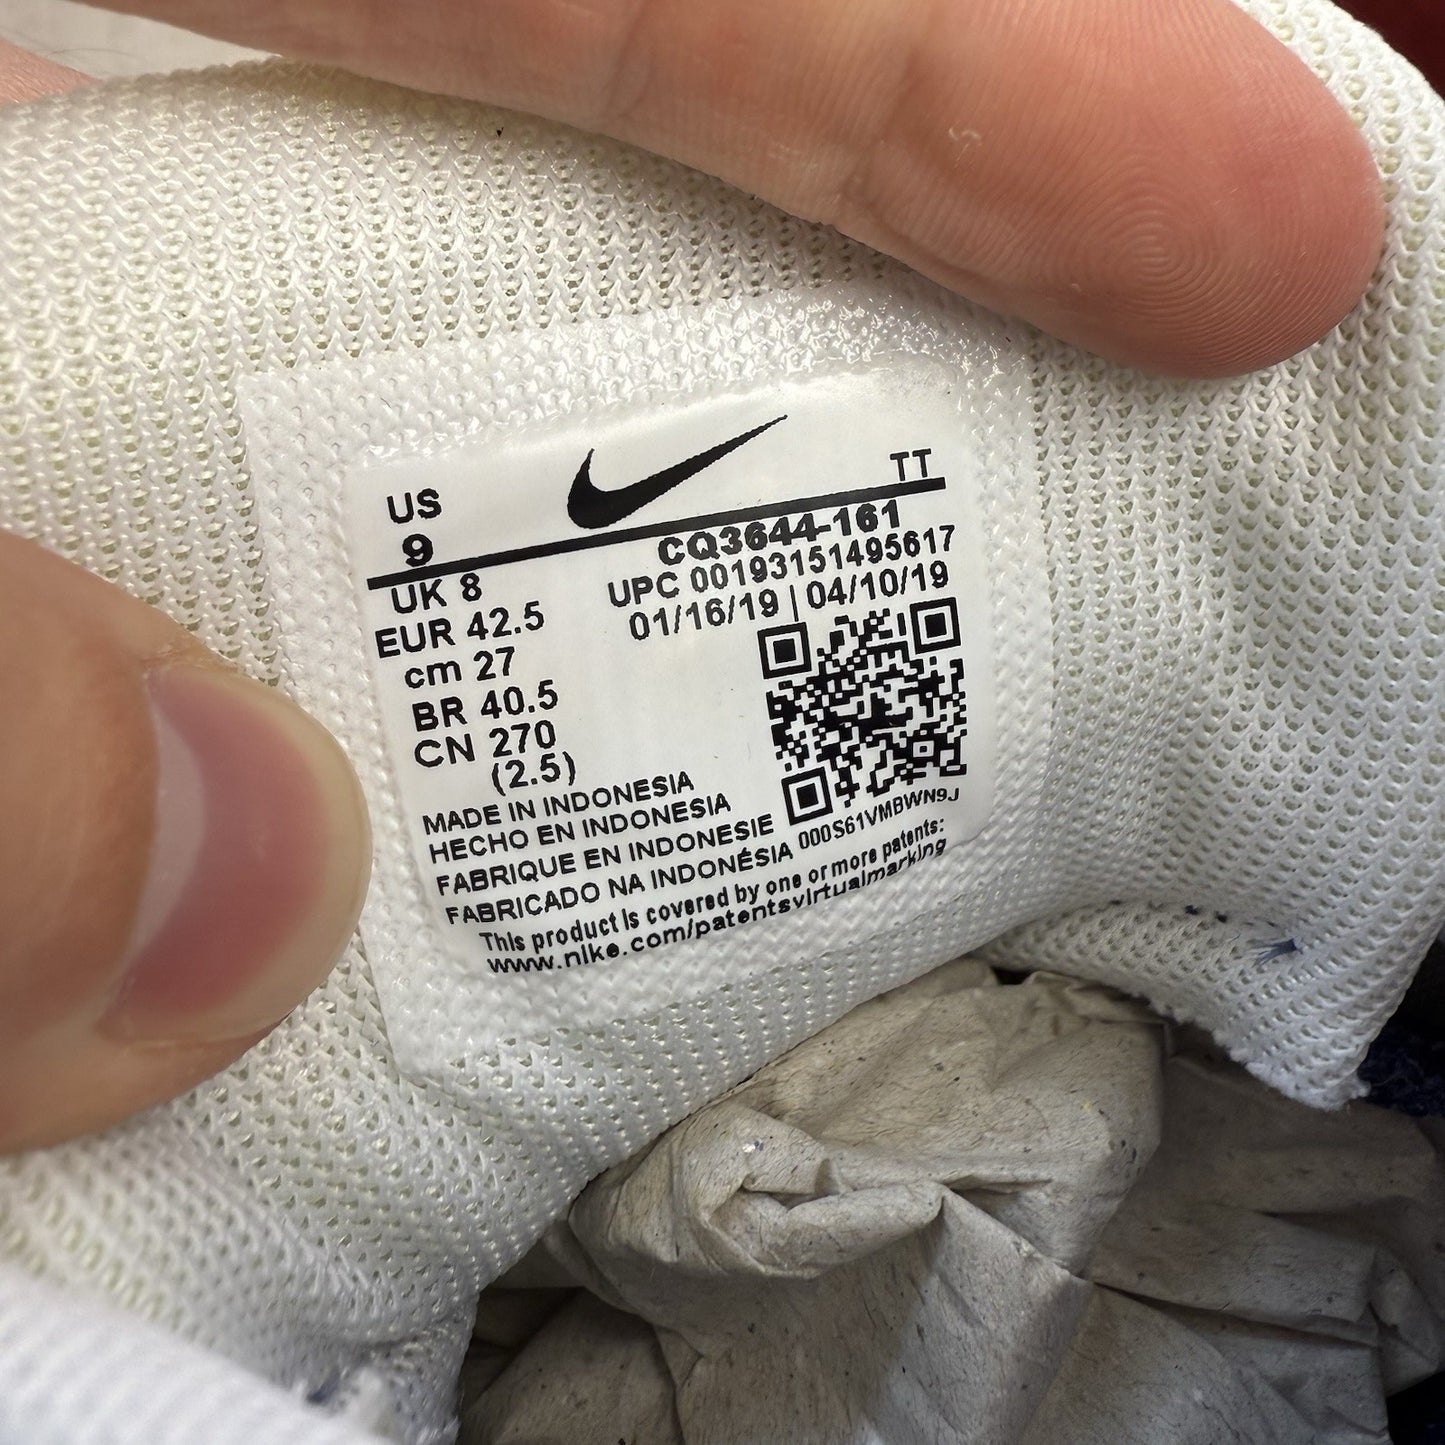 US
9
TT
CQ3644-161
UPC 00193151495617
01/16/19 | 04/10/19
UK 8
EUR 42.5
cm 27
BR 40.5
CN 270
(2.5)
MADE IN INDONESIA
HECHO EN INDONESIA
FABRIQUE EN INDONESIE
FABRICADO NA INDONÉSIA
000S61VMBWN9J
This product is covered by one or more patents:
www.nike.com/patentsvirtualmarking